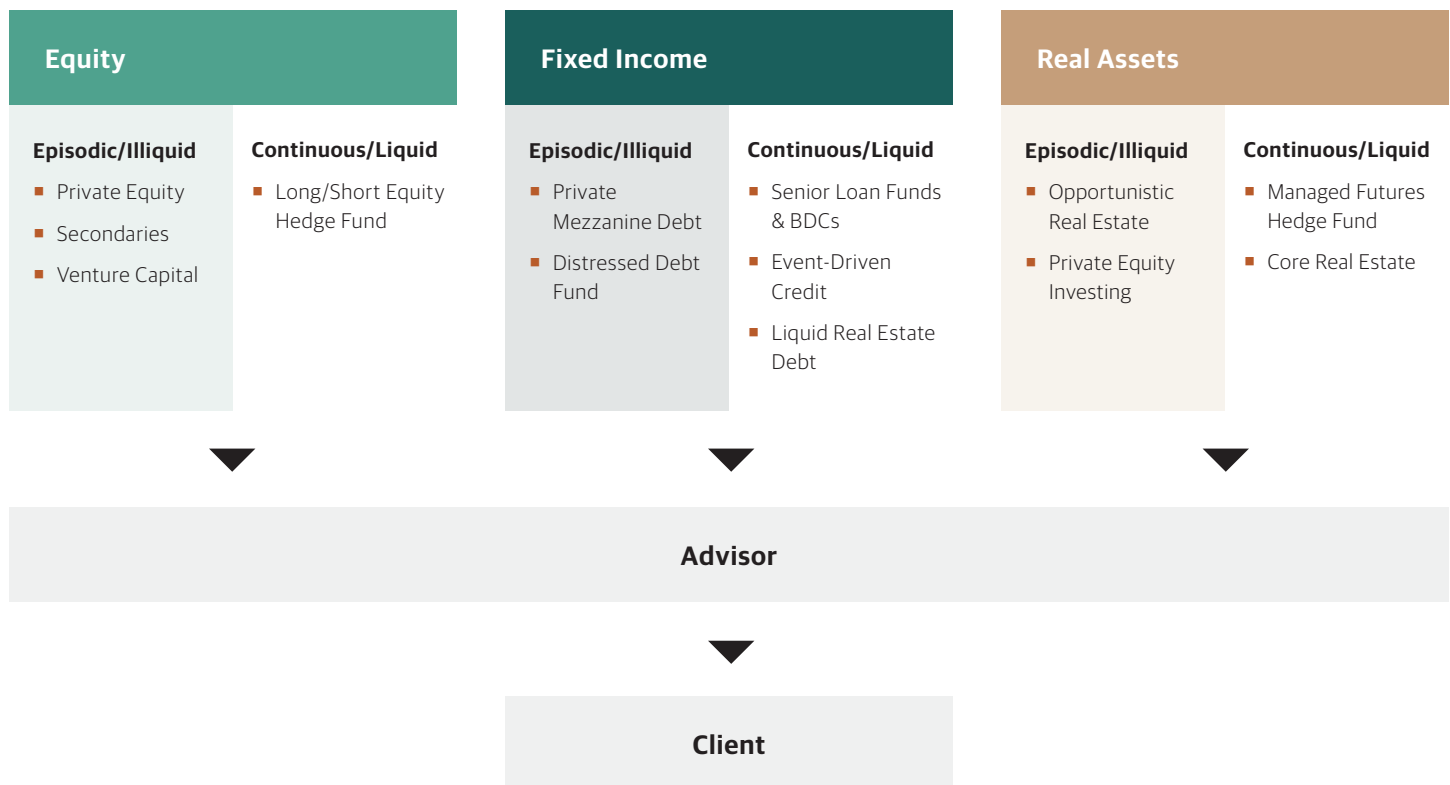 Equity
Episodic/Illiquid
Private Equity
Secondaries
Venture Capital
Continuous/Liquid
Long/Short Equity
Hedge Fund
Fixed Income
Episodic/Illiquid
Private
Mezzanine Debt
Distressed Debt
Fund
Continuous/Liquid
Senior Loan Funds
& BDCs
Event-Driven
Credit
Liquid Real Estate
Debt
Real Assets
Episodic/Illiquid
Opportunistic
Real Estate
Private Equity
Investing
Continuous/Liquid
Managed Futures
Hedge Fund
Core Real Estate
Advisor
Client